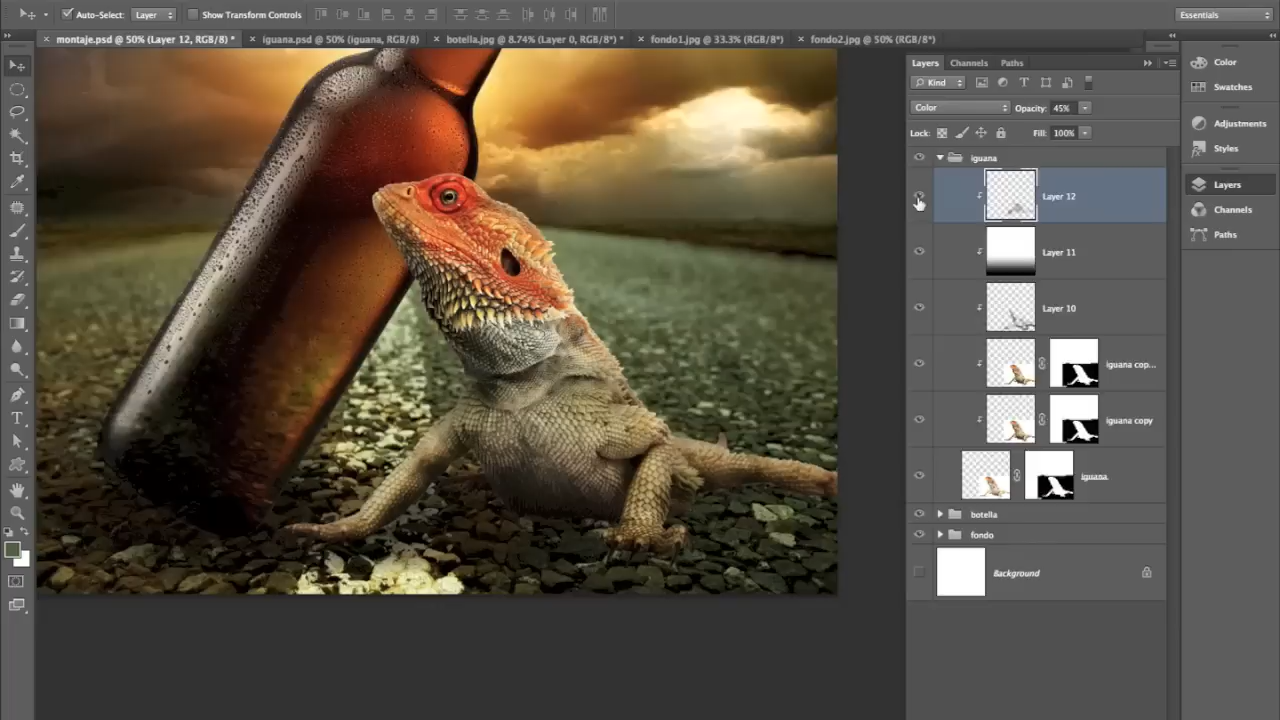 Auto-Select: Layer Show Transform Controls Essentials
montaje.psd @ 50% (Layer 12, RGB/8) * iguana.psd @ 50% (iguana, RGB/8) botella.jpg @ 8.74% (Layer 0, RGB/8*) * fondo1.jpg @ 33.3% (RGB/8*) fondo2.jpg @ 50% (RGB/8*)
Layers Channels Paths
Kind
Color Opacity: 45%
Lock: Fill: 100%
iguana
Layer 12
Layer 11
Layer 10
iguana cop...
iguana copy
iguana
botella
fondo
Background
Color
Swatches
Adjustments
Styles
Layers
Channels
Paths